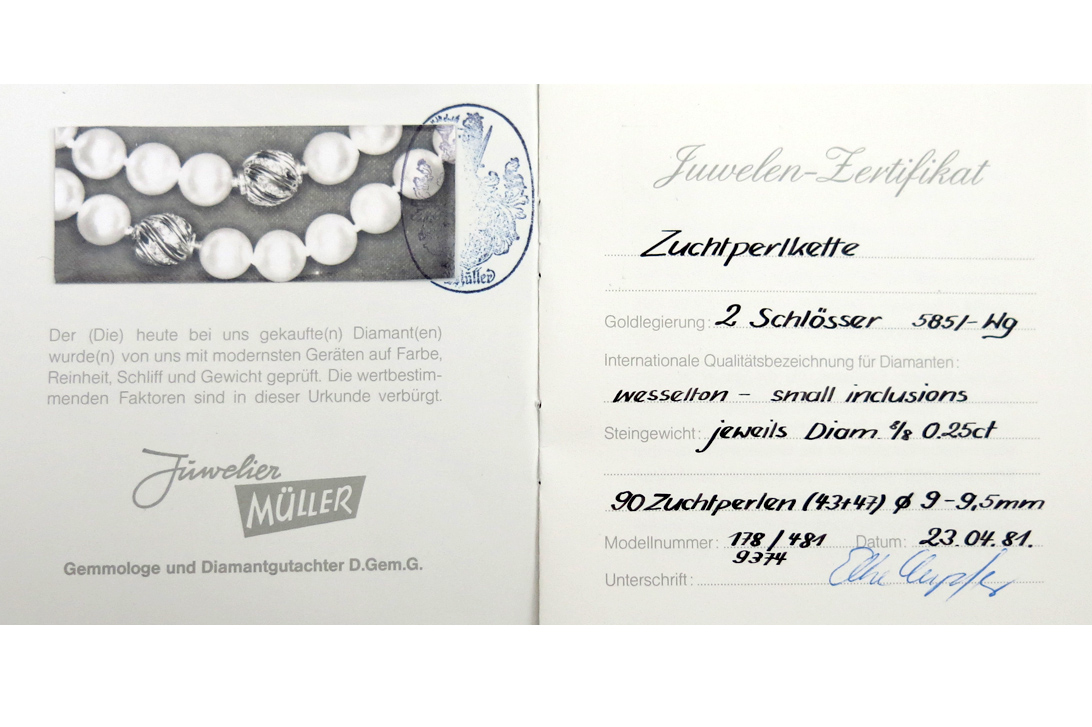 Müller
Der (Die) heute bei uns gekaufte(n) Diamant(en)
wurde(n) von uns mit modernsten Geräten auf Farbe,
Reinheit, Schliff und Gewicht geprüft. Die wertbestim-
menden Faktoren sind in dieser Urkunde verbürgt.
Juwelier
MÜLLER
Gemmologe und Diamantgutachter D.Gem.G.
Juwelen-Zertifikat
Zuchtperlkette
Goldlegierung: 2 Schlösser 585/- Wg
Internationale Qualitätsbezeichnung für Diamanten:
wesselton - small inclusions
Steingewicht: jeweils Diam 8/8 0.25ct
90 Zuchtperlen (43+47) ø 9-9,5mm
Modellnummer: 178 / 481 Datum: 23.04.81.
9374
Unterschrift: